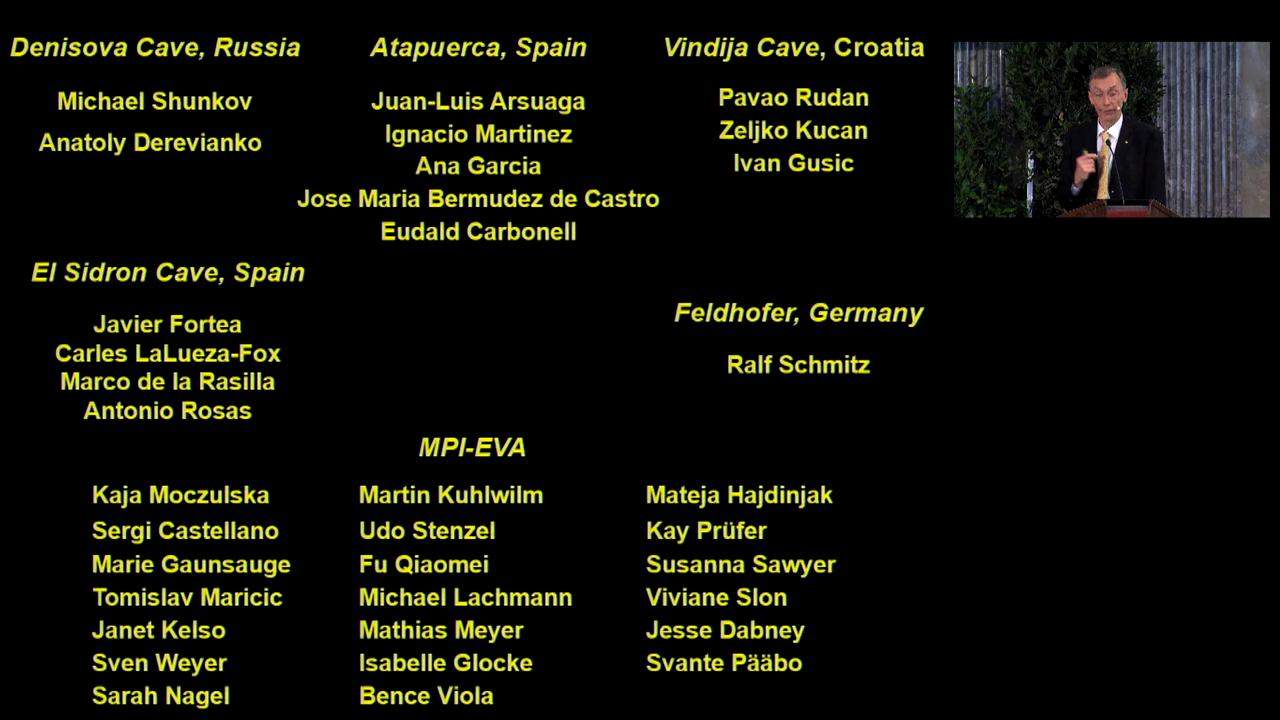 Denisova Cave, Russia
Michael Shunkov
Anatoly Derevianko
Atapuerca, Spain
Juan-Luis Arsuaga
Ignacio Martinez
Ana Garcia
Jose Maria Bermudez de Castro
Eudald Carbonell
Vindija Cave, Croatia
Pavao Rudan
Zeljko Kucan
Ivan Gusic
El Sidron Cave, Spain
Javier Fortea
Carles LaLueza-Fox
Marco de la Rasilla
Antonio Rosas
Feldhofer, Germany
Ralf Schmitz
MPI-EVA
Kaja Moczulska
Sergi Castellano
Marie Gaunsauge
Tomislav Maricic
Janet Kelso
Sven Weyer
Sarah Nagel
Martin Kuhlwilm
Udo Stenzel
Fu Qiaomei
Michael Lachmann
Mathias Meyer
Isabelle Glocke
Bence Viola
Mateja Hajdinjak
Kay Prüfer
Susanna Sawyer
Viviane Slon
Jesse Dabney
Svante Pääbo